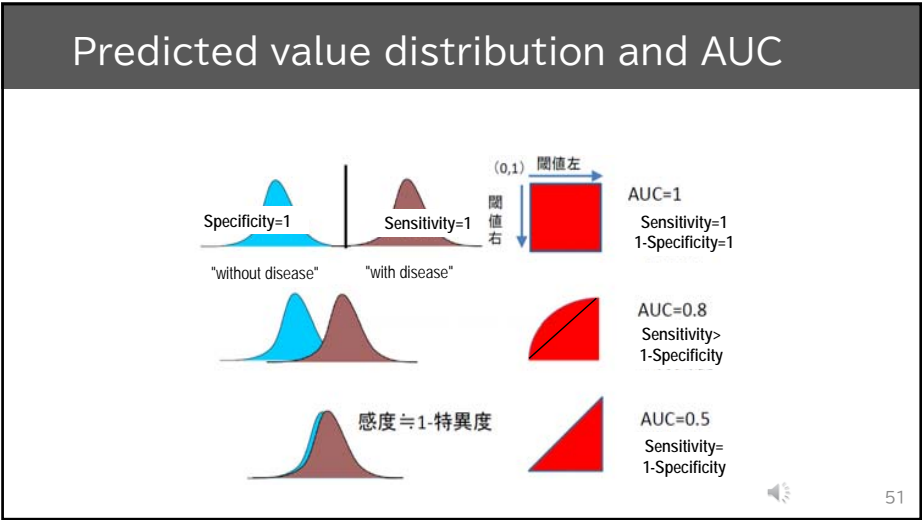 Predicted value distribution and AUC
(0,1) 閾値左
閾値右
Specificity=1
Sensitivity=1
"without disease"
"with disease"
AUC=1
Sensitivity=1
1-Specificity=1
AUC=0.8
Sensitivity>
1-Specificity
感度≒1-特異度
AUC=0.5
Sensitivity=
1-Specificity
51